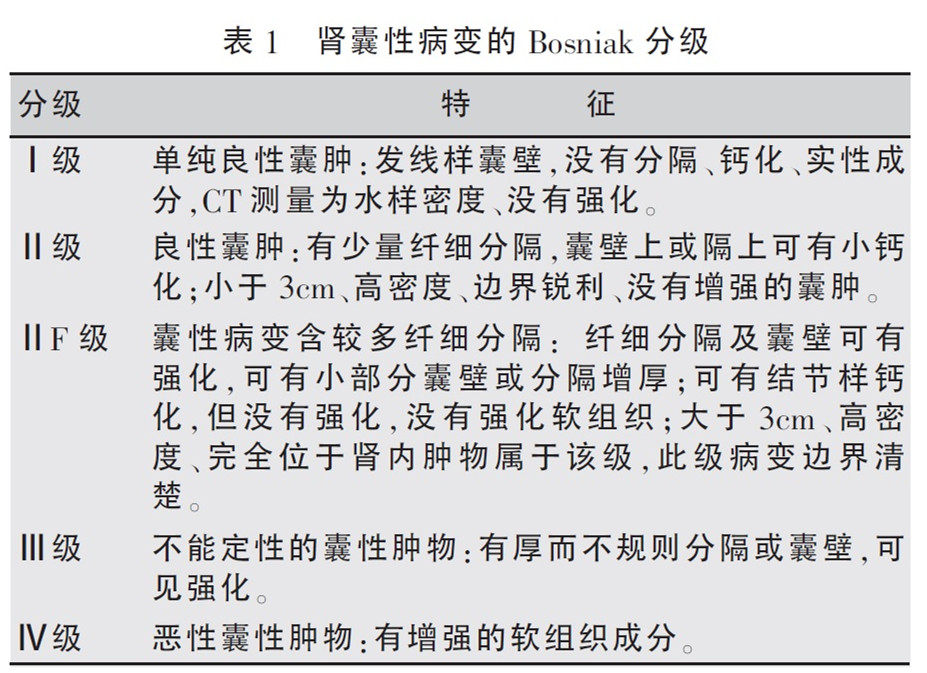 表 1 肾囊性病变的 Bosniak 分级
分级 特 征
Ⅰ级 单纯良性囊肿:发线样囊壁,没有分隔、钙化、实性成
分,CT 测量为水样密度、没有强化。
Ⅱ级 良性囊肿:有少量纤细分隔,囊壁上或隔上可有小钙
化;小于 3cm、高密度、边界锐利、没有增强的囊肿。
ⅡF 级 囊性病变含较多纤细分隔: 纤细分隔及囊壁可有
强化,可有小部分囊壁或分隔增厚;可有结节样钙
化,但没有强化,没有强化软组织;大于 3cm、高密
度、完全位于肾内肿物属于该级,此级病变边界清
楚。
Ⅲ级 不能定性的囊性肿物:有厚而不规则分隔或囊壁,可
见强化。
Ⅳ级 恶性囊性肿物:有增强的软组织成分。